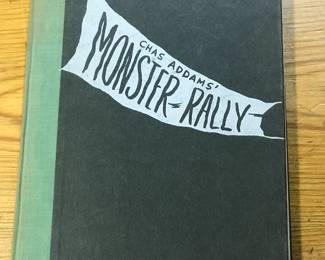 CHAS ADDAMS'
MONSTER RALLY